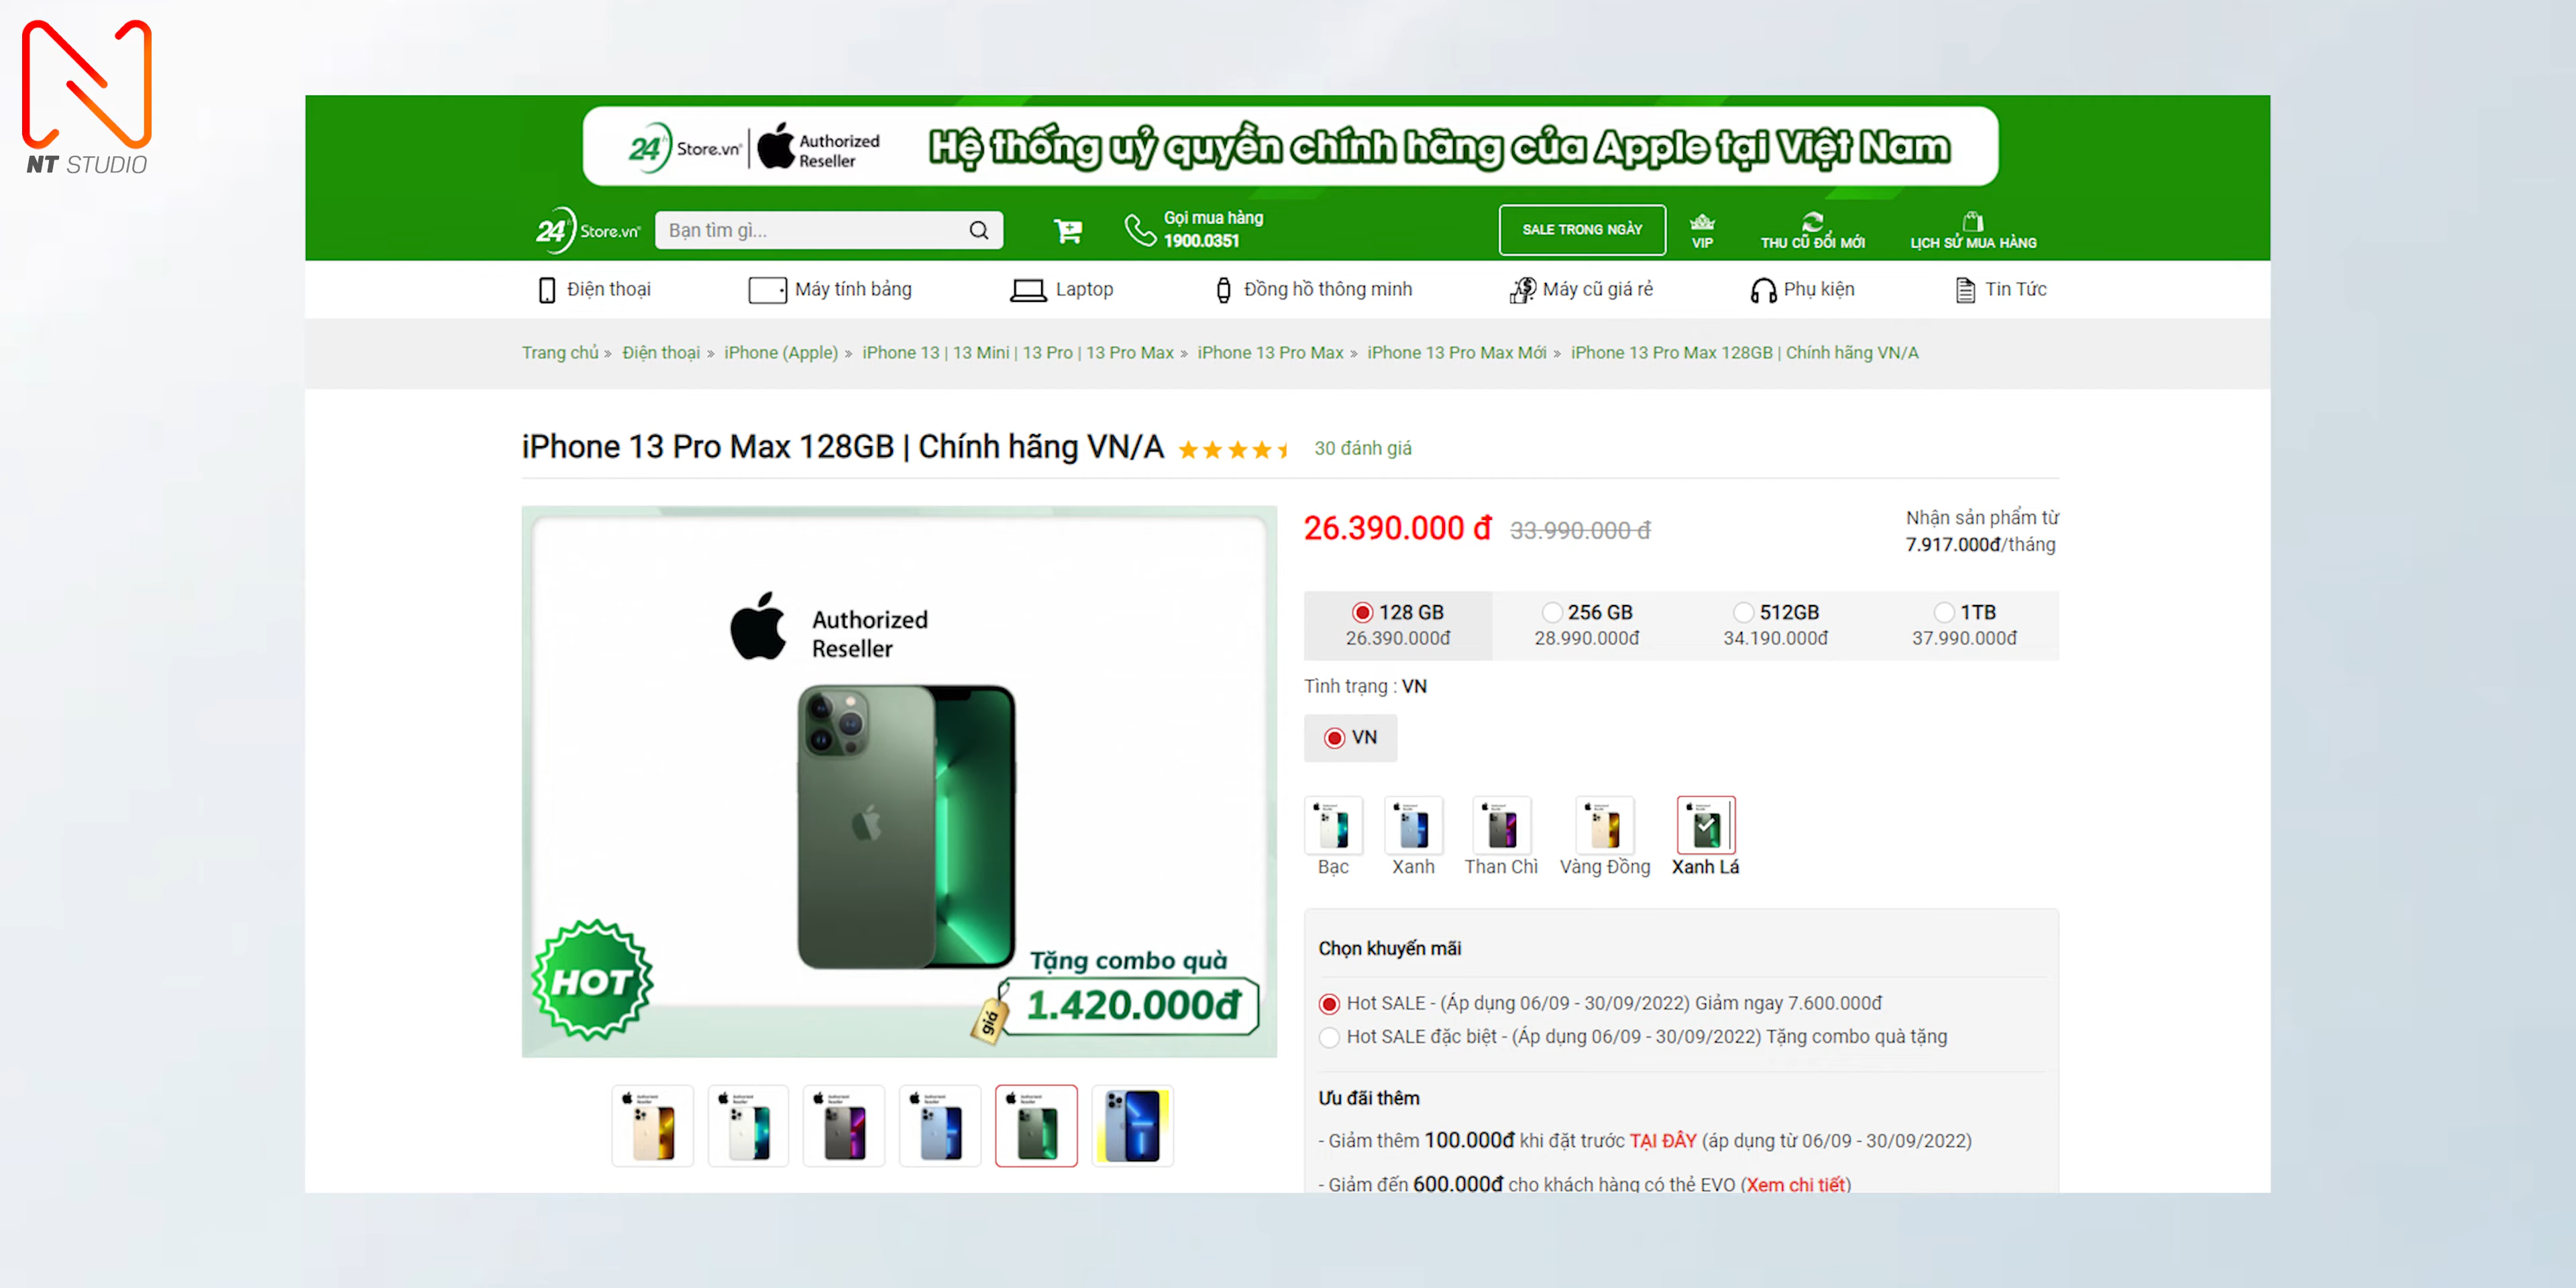 NT STUDIO
24h Store.vn Authorized Reseller Hệ thống uỷ quyền chính hãng của Apple tại Việt Nam
24h Store.vn Bạn tìm gì... Gọi mua hàng 1900.0351 SALE TRONG NGÀY VIP THU CŨ ĐỔI MỚI LỊCH SỬ MUA HÀNG
Điện thoại Máy tính bảng Laptop Đồng hồ thông minh Máy cũ giá rẻ Phụ kiện Tin Tức
Trang chủ » Điện thoại » iPhone (Apple) » iPhone 13 | 13 Mini | 13 Pro | 13 Pro Max » iPhone 13 Pro Max » iPhone 13 Pro Max Mới » iPhone 13 Pro Max 128GB | Chính hãng VN/A
iPhone 13 Pro Max 128GB | Chính hãng VN/A 30 đánh giá
Authorized
Reseller
HOT
Tặng combo quà
giá 1.420.000đ
26.390.000 đ 33.990.000 đ
Nhận sản phẩm từ
7.917.000đ/tháng
128 GB 256 GB 512GB 1TB
26.390.000đ 28.990.000đ 34.190.000đ 37.990.000đ
Tình trạng : VN
VN
Bạc Xanh Than Chì Vàng Đồng Xanh Lá
Chọn khuyến mãi
Hot SALE - (Áp dụng 06/09 - 30/09/2022) Giảm ngay 7.600.000đ
Hot SALE đặc biệt - (Áp dụng 06/09 - 30/09/2022) Tặng combo quà tặng
Ưu đãi thêm
- Giảm thêm 100.000đ khi đặt trước TẠI ĐÂY (áp dụng từ 06/09 - 30/09/2022)
- Giảm đến 600.000đ cho khách hàng có thẻ EVO (Xem chi tiết)